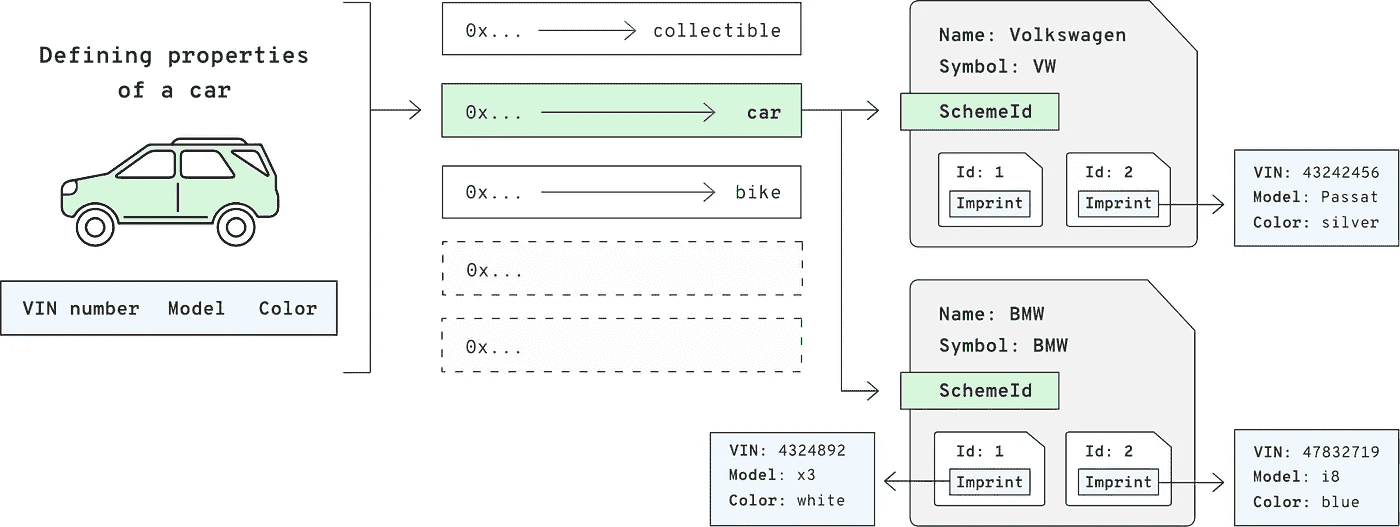 Defining properties
of a car
VIN number Model Color
0x... collectible
0x... car
0x... bike
0x...
0x...
Name: Volkswagen
Symbol: VW
SchemeId
Id: 1
Imprint
Id: 2
Imprint
VIN: 43242456
Model: Passat
Color: silver
Name: BMW
Symbol: BMW
SchemeId
Id: 1
Imprint
Id: 2
Imprint
VIN: 4324892
Model: x3
Color: white
VIN: 47832719
Model: i8
Color: blue